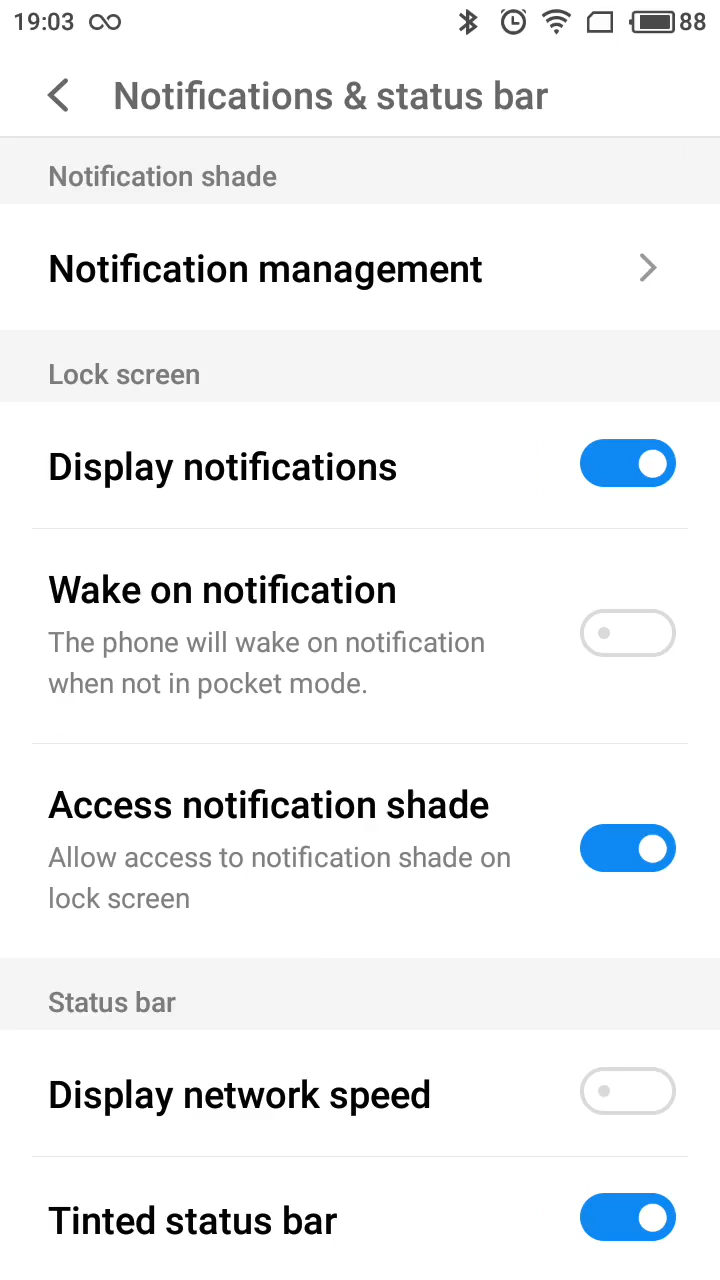 19:03
88
Notifications & status bar
Notification shade
Notification management
Lock screen
Display notifications
Wake on notification
The phone will wake on notification
when not in pocket mode.
Access notification shade
Allow access to notification shade on
lock screen
Status bar
Display network speed
Tinted status bar